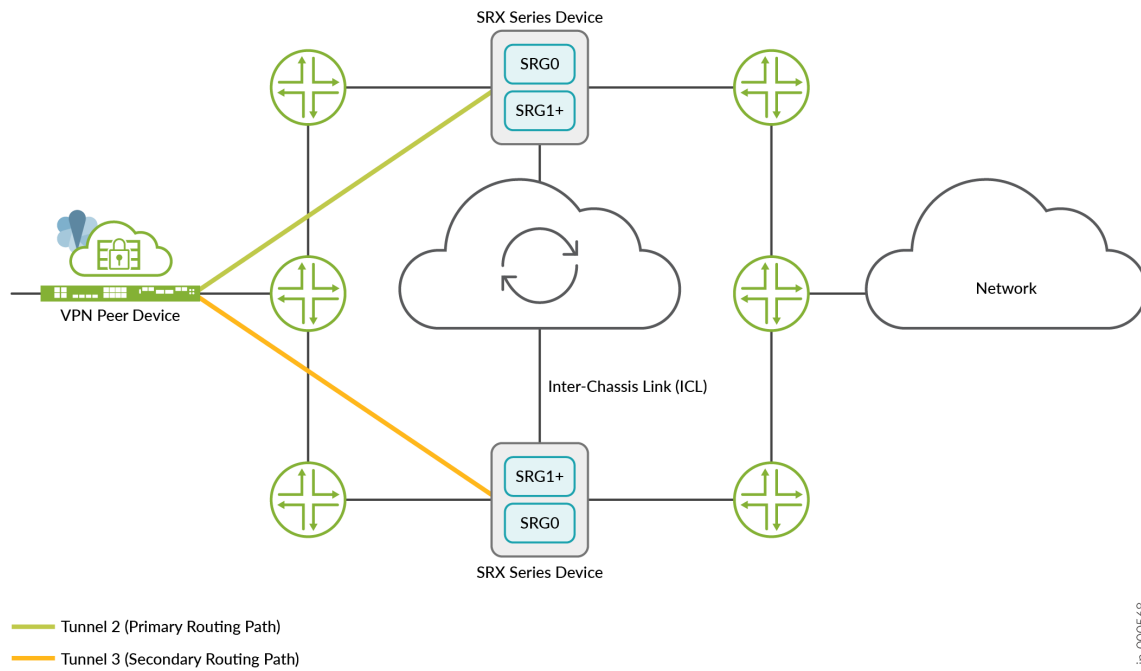 SRX Series Device
SRG0
SRG1+
VPN Peer Device
Network
Inter-Chassis Link (ICL)
SRG1+
SRG0
SRX Series Device
Tunnel 2 (Primary Routing Path)
Tunnel 3 (Secondary Routing Path)